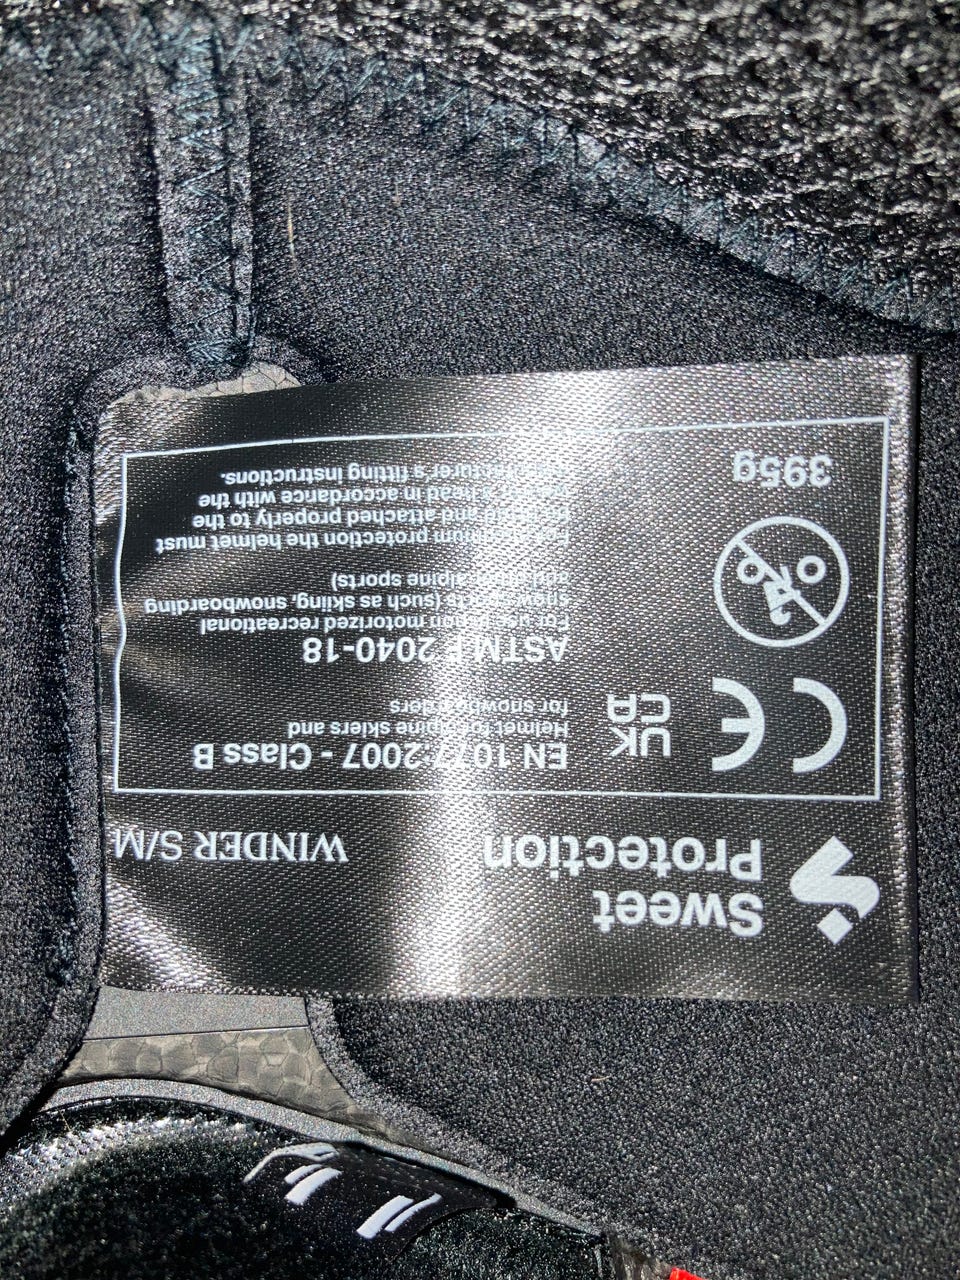 Sweet
Protection
WINDER S/M
CE
UK
CA
EN 1077:2007 - Class B
Helmet for alpine skiers and
for snowboarders
ASTM F 2040-18
For use in non motorized recreational
snow sports (such as skiing, snowboarding
and other alpine sports)
395g
For maximum protection the helmet must
be and attached properly to the
head in accordance with the
manufacturer's fitting instructions.